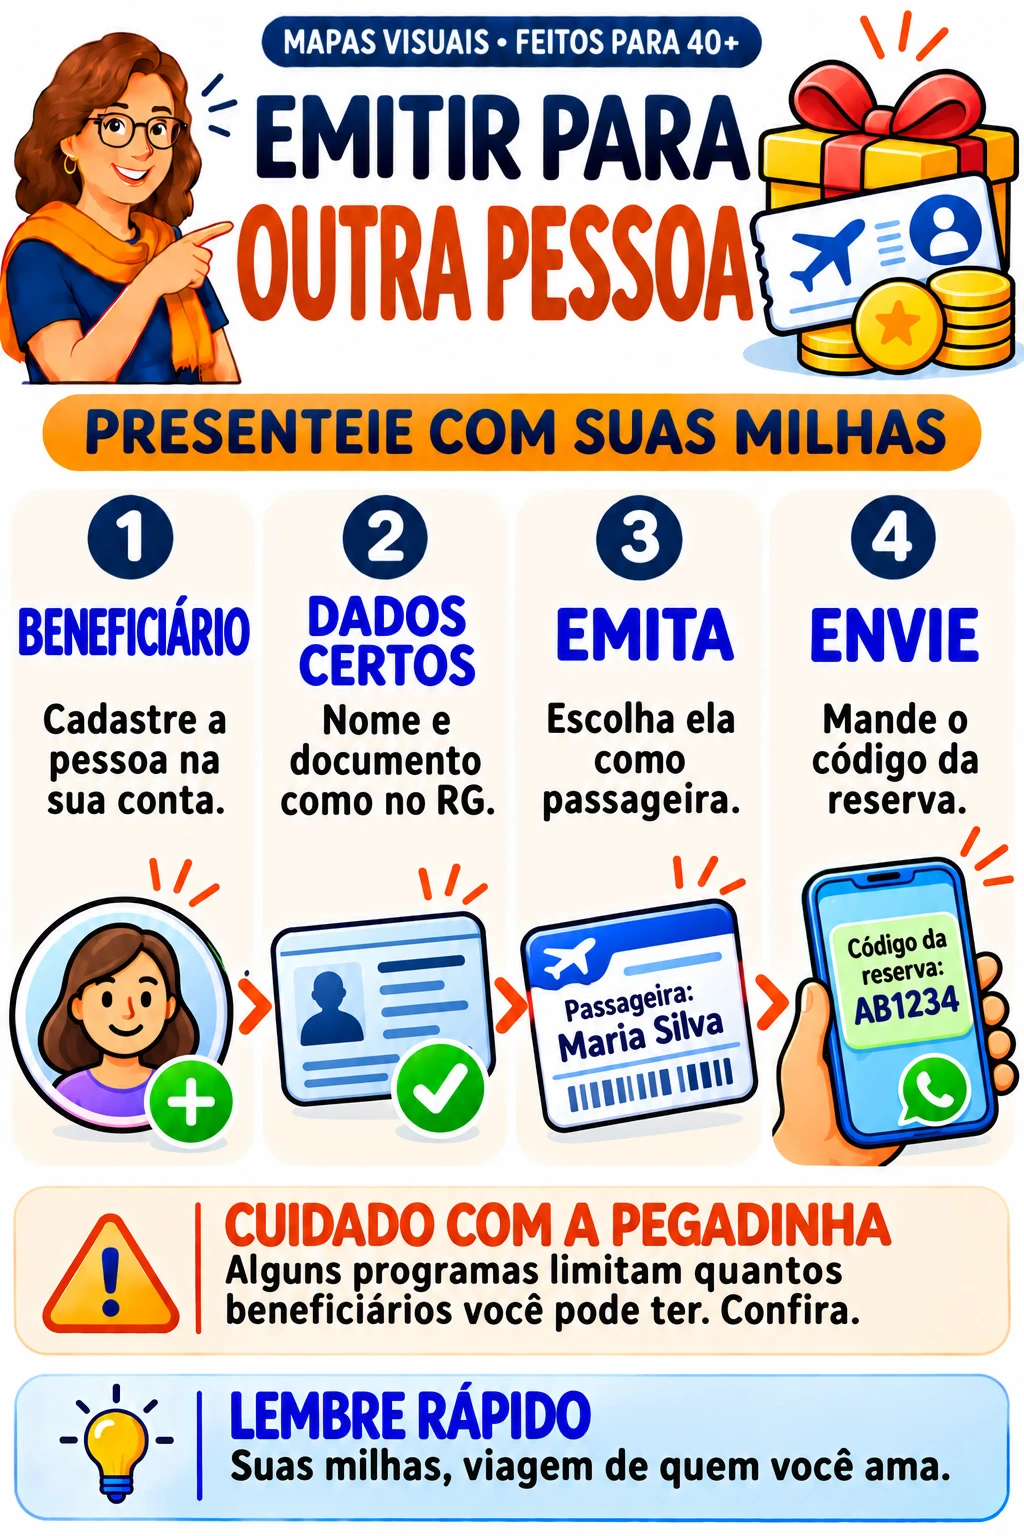 MAPAS VISUAIS • FEITOS PARA 40+
EMITIR PARA
OUTRA PESSOA
PRESENTEIE COM SUAS MILHAS
1
BENEFICIÁRIO
Cadastre a
pessoa na
sua conta.
2
DADOS
CERTOS
Nome e
documento
como no RG.
3
EMITA
Escolha ela
como
passageira.
Passageira:
Maria Silva
4
ENVIE
Mande o
código da
reserva.
Código da
reserva:
AB1234
CUIDADO COM A PEGADINHA
Alguns programas limitam quantos
beneficiários você pode ter. Confira.
LEMBRE RÁPIDO
Suas milhas, viagem de quem você ama.